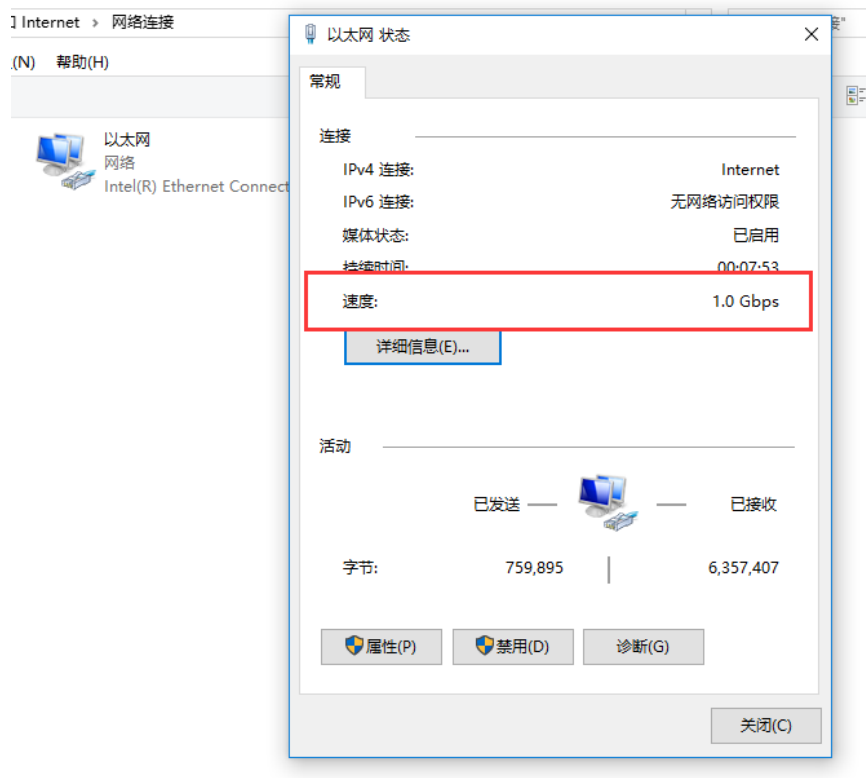 Internet › 网络连接
以太网 状态
(N) 帮助(H)
常规
以太网
网络
Intel(R) Ethernet Connect
连接
IPv4 连接: Internet
IPv6 连接: 无网络访问权限
媒体状态: 已启用
持续时间: 00:07:53
速度: 1.0 Gbps
详细信息(E)...
活动
已发送 — — 已接收
字节: 759,895 | 6,357,407
属性(P) 禁用(D) 诊断(G)
关闭(C)